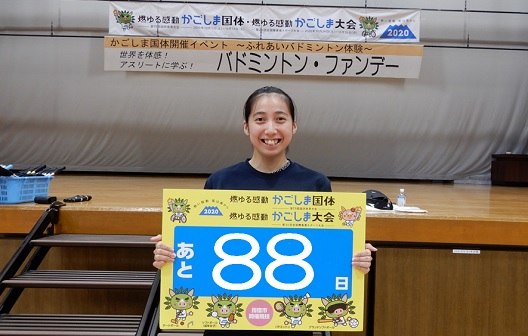 燃ゆる感動 かごしま国体・燃ゆる感動 かごしま大会
2020
かごしま国体開催イベント ～ふれあいバドミントン体験～
世界を体感！
アスリートに学ぶ！
バドミントン・ファンデー
2020
燃ゆる感動 かごしま国体
燃ゆる感動 かごしま大会
あと 88 日